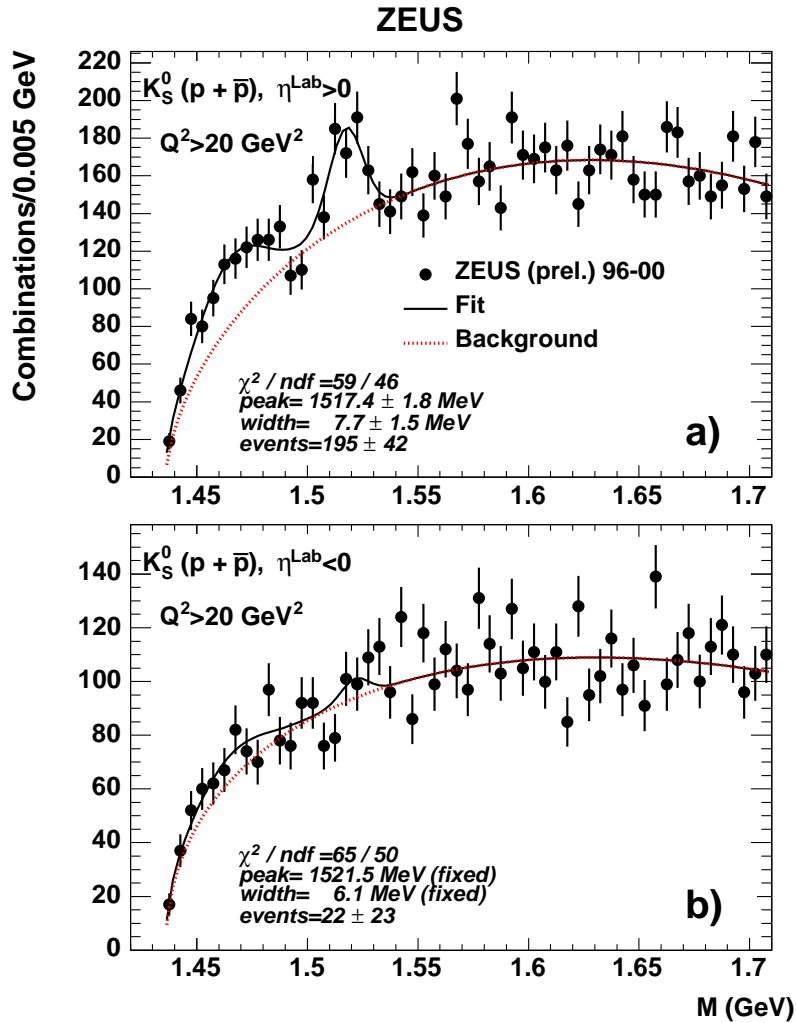 ZEUS
Combinations/0.005 GeV
220
200
180
160
140
120
100
80
60
40
20
0
K⁰_S (p + p̅), η^Lab>0
Q²>20 GeV²
ZEUS (prel.) 96-00
Fit
Background
χ² / ndf =59 / 46
peak= 1517.4 ± 1.8 MeV
width= 7.7 ± 1.5 MeV
events=195 ± 42
a)
1.45 1.5 1.55 1.6 1.65 1.7
140
120
100
80
60
40
20
0
K⁰_S (p + p̅), η^Lab<0
Q²>20 GeV²
χ² / ndf =65 / 50
peak= 1521.5 MeV (fixed)
width= 6.1 MeV (fixed)
events=22 ± 23
b)
1.45 1.5 1.55 1.6 1.65 1.7
M (GeV)